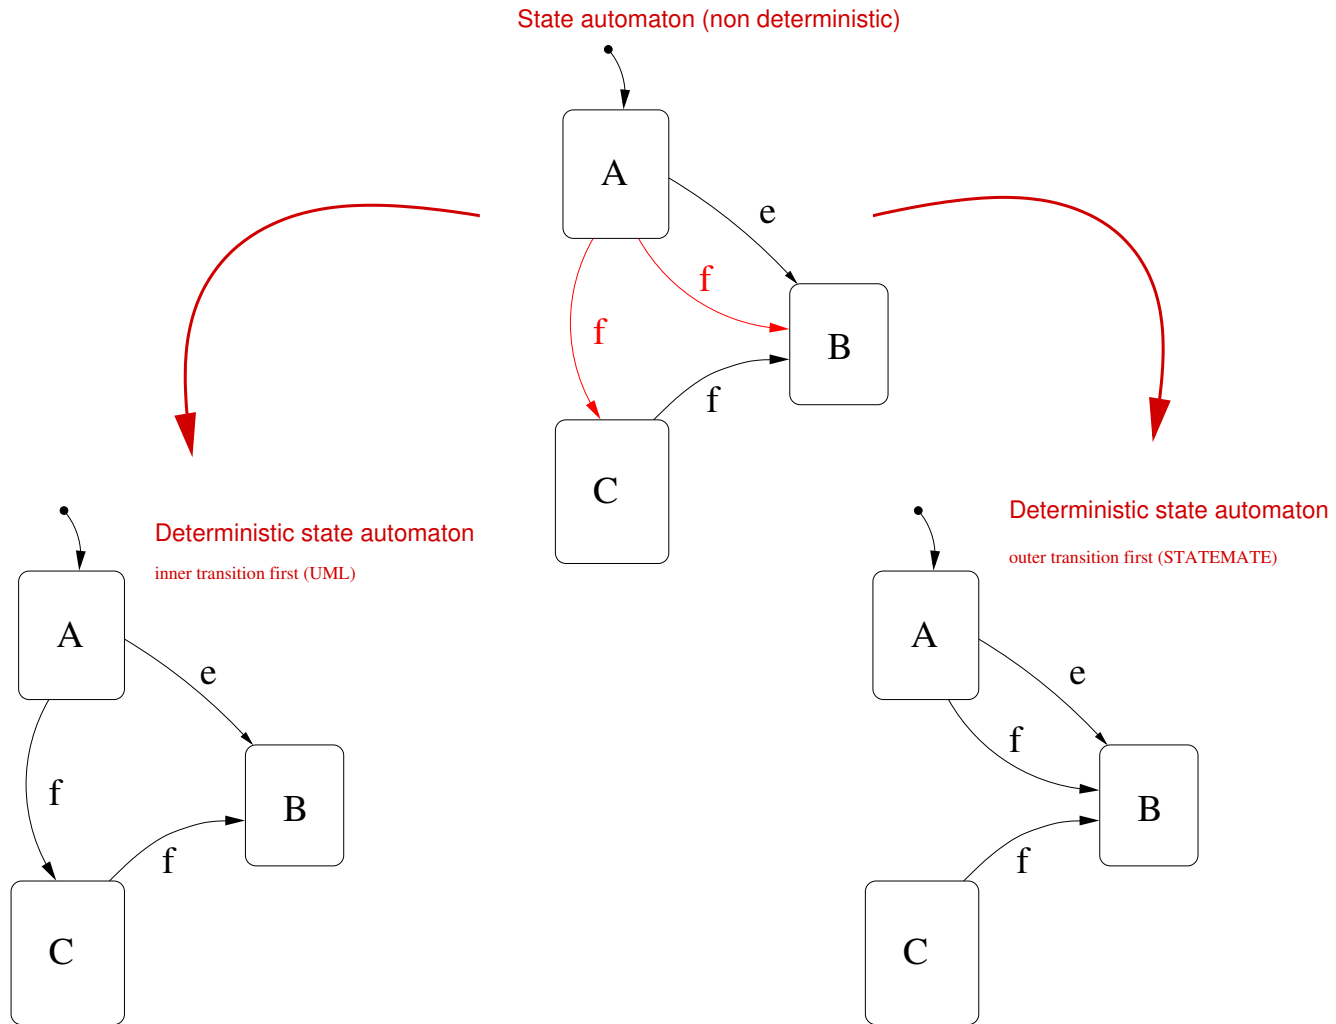 State automaton (non deterministic)
A
e
f
f
B
f
C
Deterministic state automaton
inner transition first (UML)
A
e
f
B
f
C
Deterministic state automaton
outer transition first (STATEMATE)
A
e
f
B
f
C